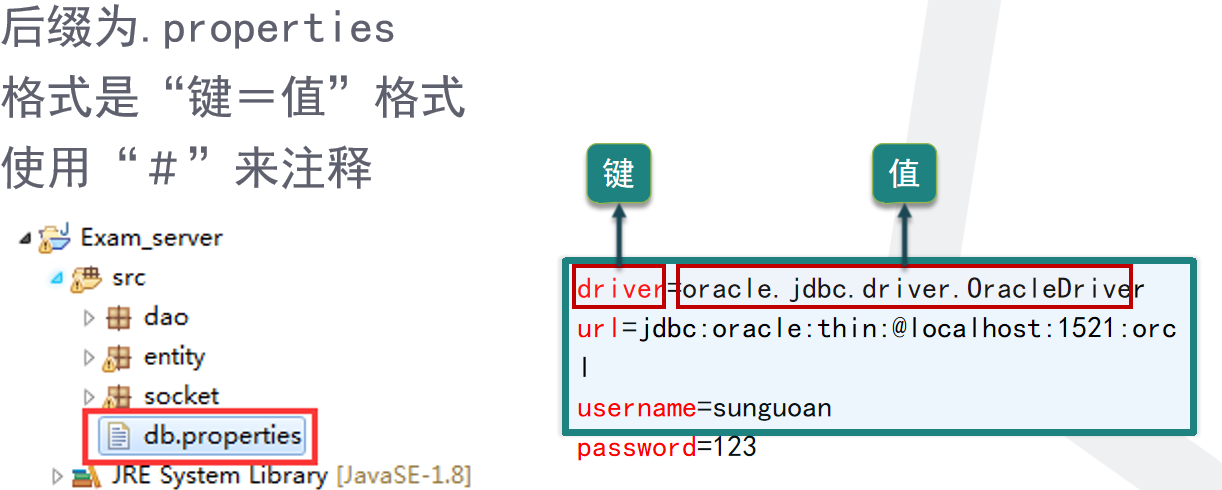 后缀为.properties
格式是“键＝值”格式
使用“＃”来注释
键
值
Exam_server
src
dao
entity
socket
db.properties
JRE System Library [JavaSE-1.8]
driver=oracle.jdbc.driver.OracleDriver
url=jdbc:oracle:thin:@localhost:1521:orc
l
username=sunguoan
password=123